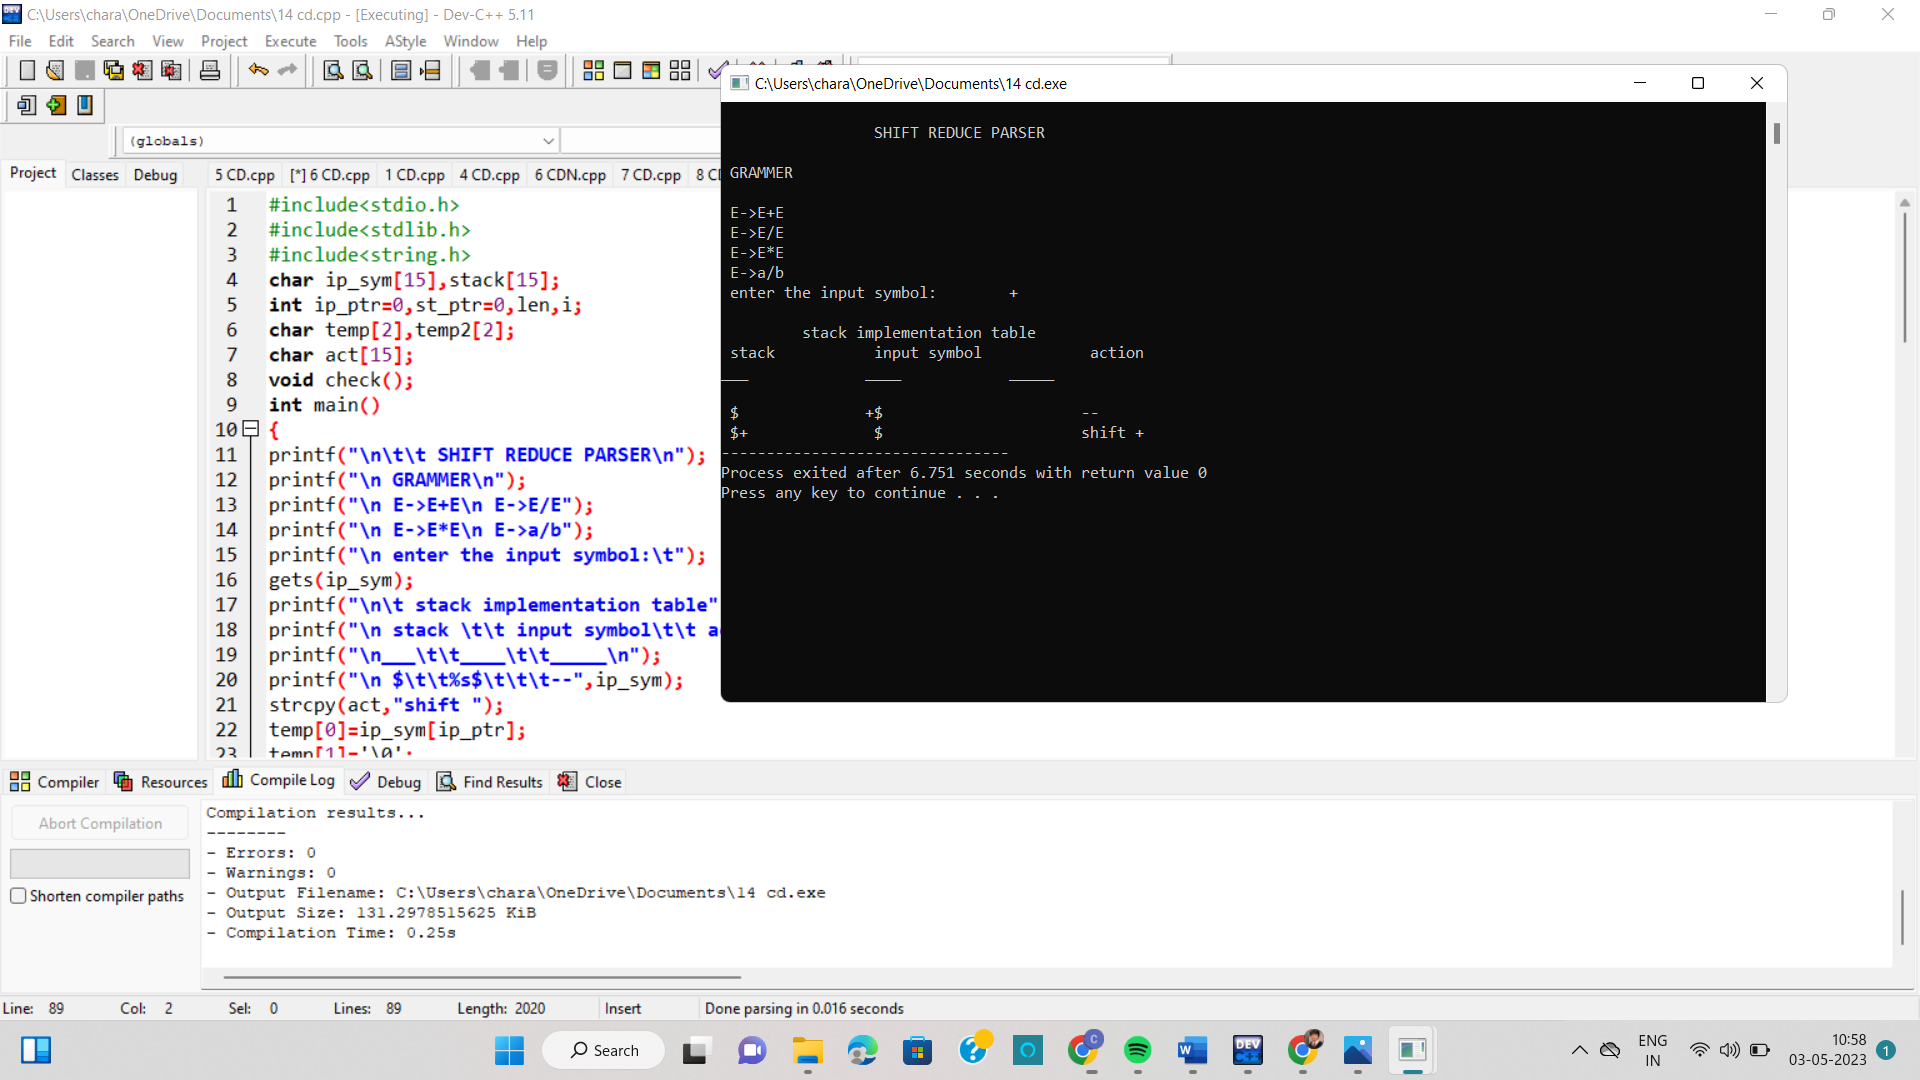 C:\Users\chara\OneDrive\Documents\14 cd.cpp - [Executing] - Dev-C++ 5.11
File Edit Search View Project Execute Tools AStyle Window Help
(globals)
Project Classes Debug
5 CD.cpp [*] 6 CD.cpp 1 CD.cpp 4 CD.cpp 6 CDN.cpp 7 CD.cpp 8 CD
1 #include<stdio.h>
2 #include<stdlib.h>
3 #include<string.h>
4 char ip_sym[15],stack[15];
5 int ip_ptr=0,st_ptr=0,len,i;
6 char temp[2],temp2[2];
7 char act[15];
8 void check();
9 int main()
10 {
11 printf("\n\t\t SHIFT REDUCE PARSER\n");
12 printf("\n GRAMMER\n");
13 printf("\n E->E+E\n E->E/E");
14 printf("\n E->E*E\n E->a/b");
15 printf("\n enter the input symbol:\t");
16 gets(ip_sym);
17 printf("\n\t stack implementation table"
18 printf("\n stack \t\t input symbol\t\t a
19 printf("\n___\t\t____\t\t_____\n");
20 printf("\n $\t\t%s$\t\t\t--",ip_sym);
21 strcpy(act,"shift ");
22 temp[0]=ip_sym[ip_ptr];
23 temp[1]='\0';
C:\Users\chara\OneDrive\Documents\14 cd.exe
SHIFT REDUCE PARSER
GRAMMER
E->E+E
E->E/E
E->E*E
E->a/b
enter the input symbol: +
stack implementation table
stack input symbol action
___ ____ _____
$ +$ --
$+ $ shift +
--------------------------------
Process exited after 6.751 seconds with return value 0
Press any key to continue . . .
Compiler Resources Compile Log Debug Find Results Close
Abort Compilation
Shorten compiler paths
Compilation results...
--------
- Errors: 0
- Warnings: 0
- Output Filename: C:\Users\chara\OneDrive\Documents\14 cd.exe
- Output Size: 131.2978515625 KiB
- Compilation Time: 0.25s
Line: 89 Col: 2 Sel: 0 Lines: 89 Length: 2020 Insert Done parsing in 0.016 seconds
Search
ENG
IN
10:58
03-05-2023
1